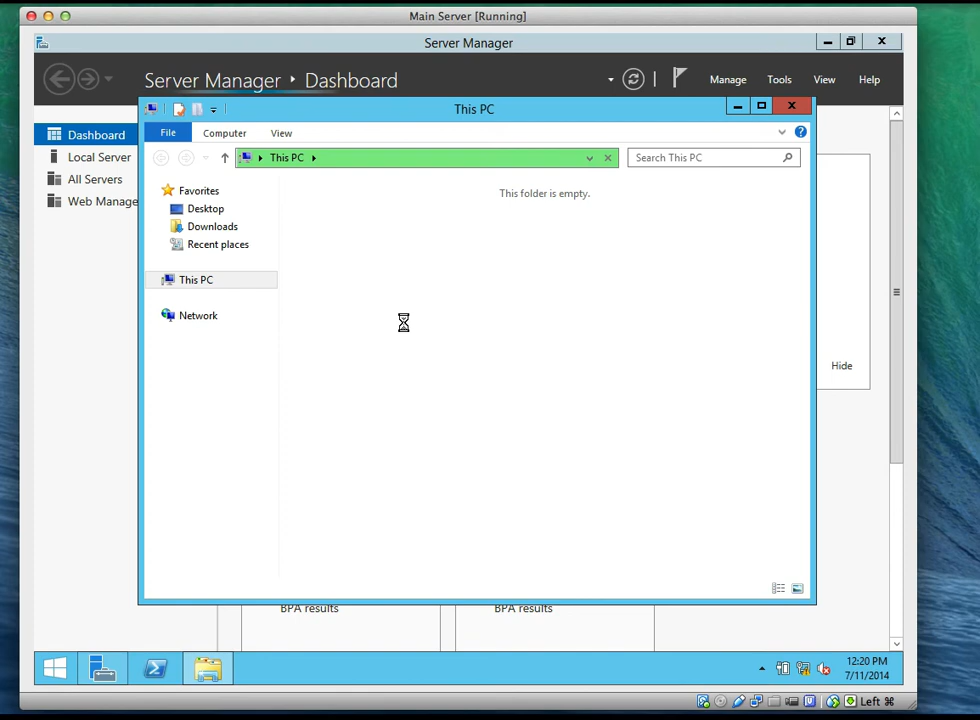 Main Server [Running]
Server Manager
Server Manager ‣ Dashboard
Manage Tools View Help
This PC
File Computer View
This PC
Search This PC
Dashboard
Local Server
All Servers
Web Manage
Favorites
Desktop
Downloads
Recent places
This PC
Network
This folder is empty.
Hide
BPA results BPA results
12:20 PM
7/11/2014
Left ⌘